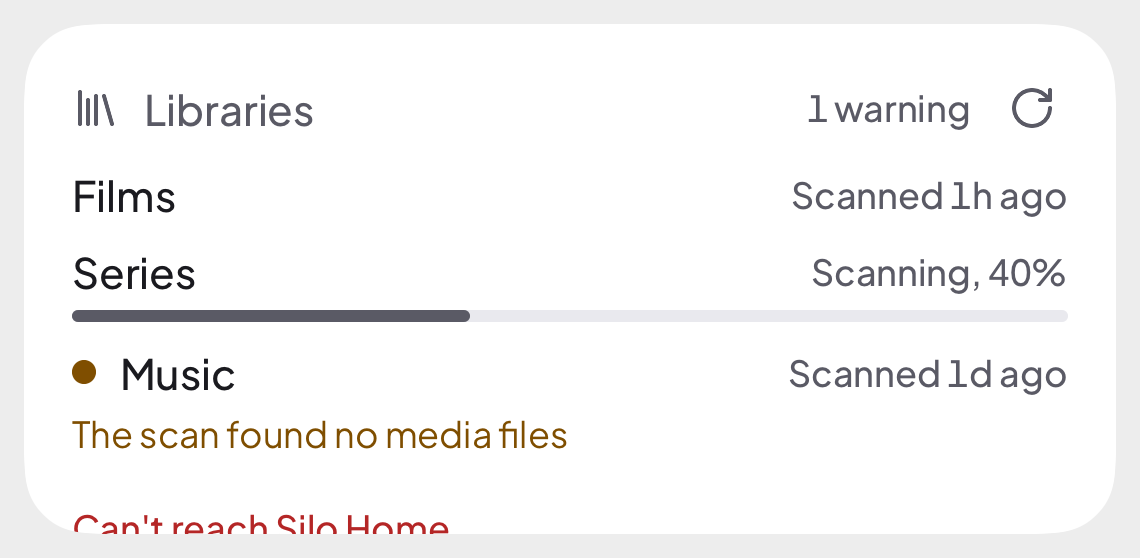 Libraries
1 warning
Films
Scanned 1h ago
Series
Scanning, 40%
Music
Scanned 1d ago
The scan found no media files
Can't reach Silo Home